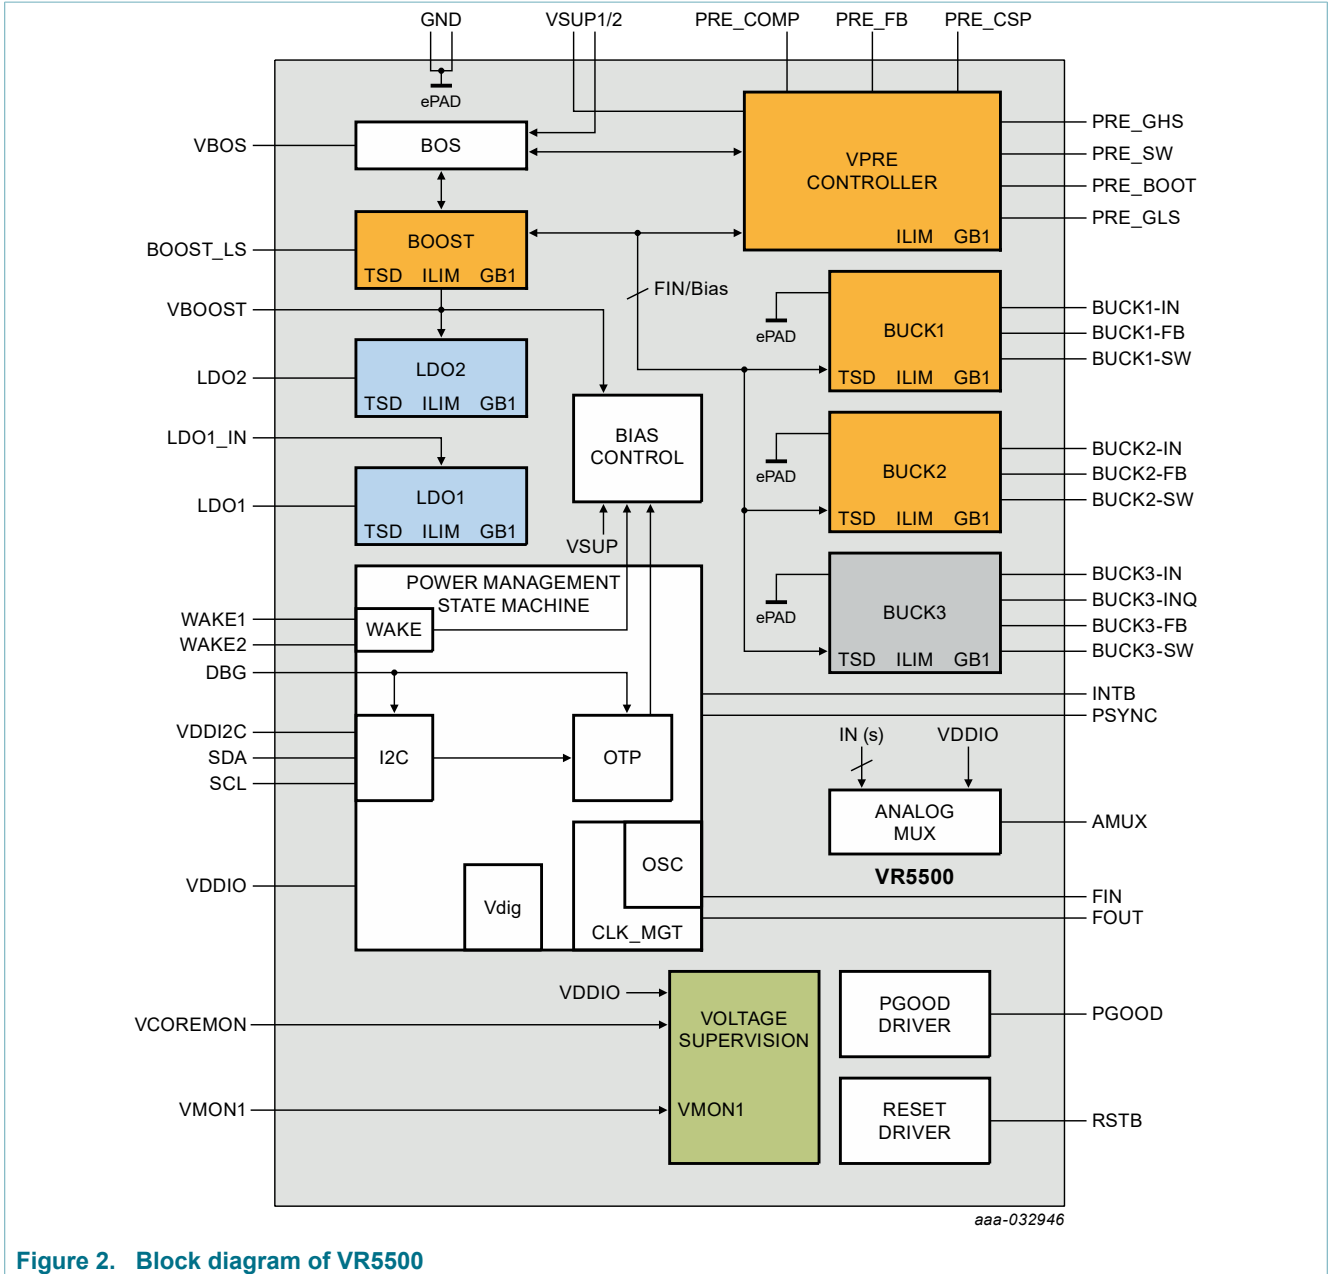 GND
VSUP1/2
PRE_COMP
PRE_FB
PRE_CSP
ePAD
VBOS
BOS
VPRE
CONTROLLER
ILIM GB1
PRE_GHS
PRE_SW
PRE_BOOT
PRE_GLS
BOOST_LS
BOOST
TSD ILIM GB1
FIN/Bias
VBOOST
LDO2
LDO2
TSD ILIM GB1
LDO1_IN
LDO1
LDO1
TSD ILIM GB1
BIAS
CONTROL
VSUP
ePAD
BUCK1
TSD ILIM GB1
BUCK1-IN
BUCK1-FB
BUCK1-SW
ePAD
BUCK2
TSD ILIM GB1
BUCK2-IN
BUCK2-FB
BUCK2-SW
ePAD
BUCK3
TSD ILIM GB1
BUCK3-IN
BUCK3-INQ
BUCK3-FB
BUCK3-SW
POWER MANAGEMENT
STATE MACHINE
WAKE1
WAKE2
WAKE
DBG
VDDI2C
SDA
SCL
I2C
OTP
INTB
PSYNC
IN (s)
VDDIO
ANALOG
MUX
AMUX
VR5500
VDDIO
Vdig
OSC
CLK_MGT
FIN
FOUT
VDDIO
VCOREMON
VOLTAGE
SUPERVISION
VMON1
VMON1
PGOOD
DRIVER
PGOOD
RESET
DRIVER
RSTB
aaa-032946
Figure 2. Block diagram of VR5500